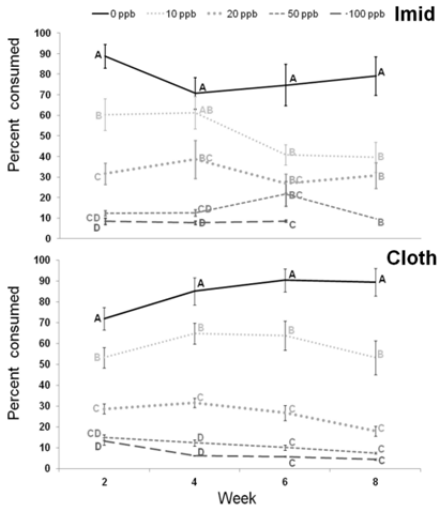 0 ppb 10 ppb 20 ppb 50 ppb 100 ppb
Imid
Percent consumed
100
90
80
70
60
50
40
30
20
10
0
A A A A
B AB B B
C BC BC B
CD CD BC B
D D C
Cloth
Percent consumed
100
90
80
70
60
50
40
30
20
10
0
A A A A
B B B B
C C C C
CD D C C
D D C C
2 4 6 8
Week